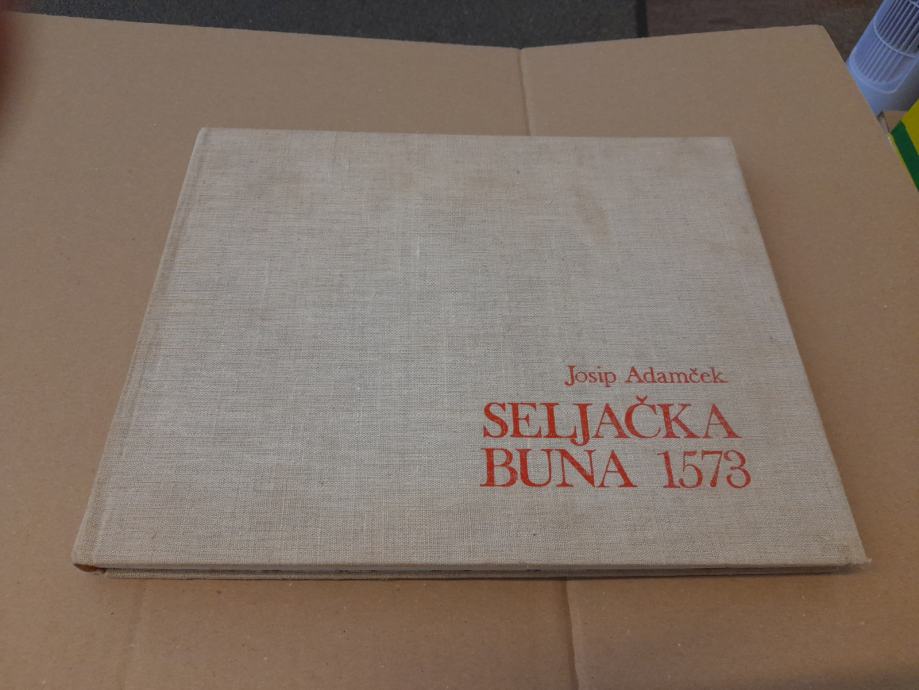 Josip Adamček
SELJAČKA
BUNA 1573